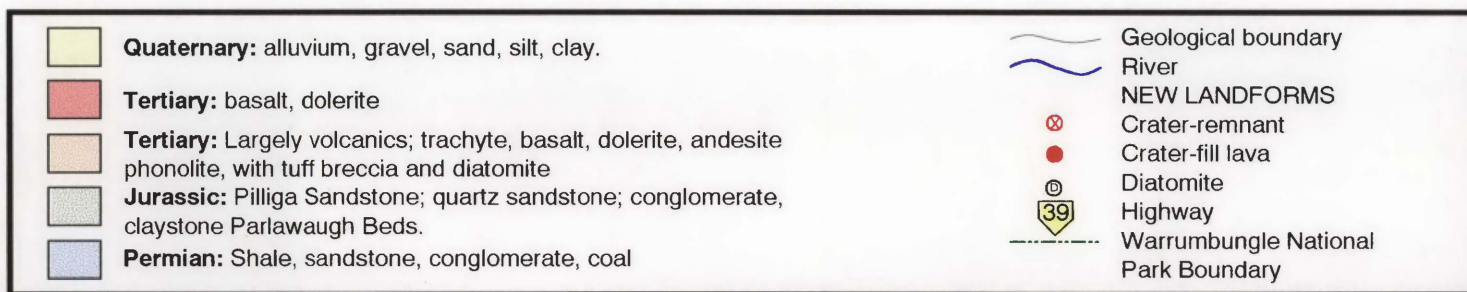 Quaternary: alluvium, gravel, sand, silt, clay.
Tertiary: basalt, dolerite
Tertiary: Largely volcanics; trachyte, basalt, dolerite, andesite
phonolite, with tuff breccia and diatomite
Jurassic: Pilliga Sandstone; quartz sandstone; conglomerate,
claystone Parlawaugh Beds.
Permian: Shale, sandstone, conglomerate, coal
Geological boundary
River
NEW LANDFORMS
Crater-remnant
Crater-fill lava
D Diatomite
39 Highway
Warrumbungle National
Park Boundary